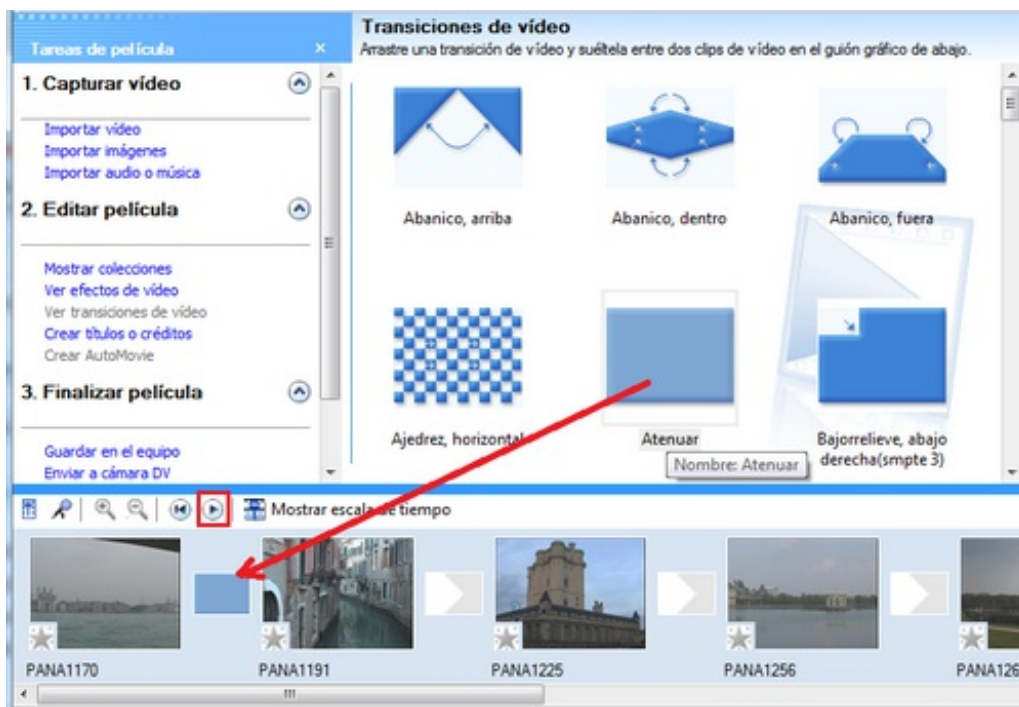 Tareas de película
Transiciones de vídeo
Arrastre una transición de vídeo y suéltela entre dos clips de vídeo en el guión gráfico de abajo.
1. Capturar vídeo
Importar vídeo
Importar imágenes
Importar audio o música
2. Editar película
Mostrar colecciones
Ver efectos de vídeo
Ver transiciones de vídeo
Crear títulos o créditos
Crear AutoMovie
3. Finalizar película
Guardar en el equipo
Enviar a cámara DV
Abanico, arriba
Abanico, dentro
Abanico, fuera
Ajedrez, horizontal
Atenuar
Bajorrelieve, abajo
derecha(smpte 3)
Nombre: Atenuar
Mostrar escala de tiempo
PANA1170
PANA1191
PANA1225
PANA1256
PANA126